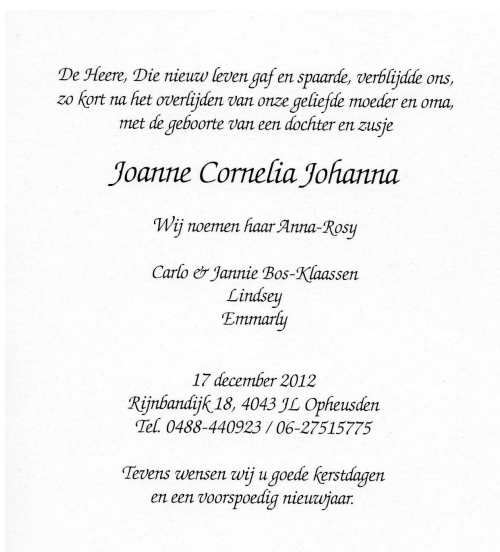 De Heere, Die nieuw leven gaf en spaarde, verblijdde ons,
zo kort na het overlijden van onze geliefde moeder en oma,
met de geboorte van een dochter en zusje
Joanne Cornelia Johanna
Wij noemen haar Anna-Rosy
Carlo & Jannie Bos-Klaassen
Lindsey
Emmarly
17 december 2012
Rijnbandijk 18, 4043 JL Opheusden
Tel. 0488-440923 / 06-27515775
Tevens wensen wij u goede kerstdagen
en een voorspoedig nieuwjaar.